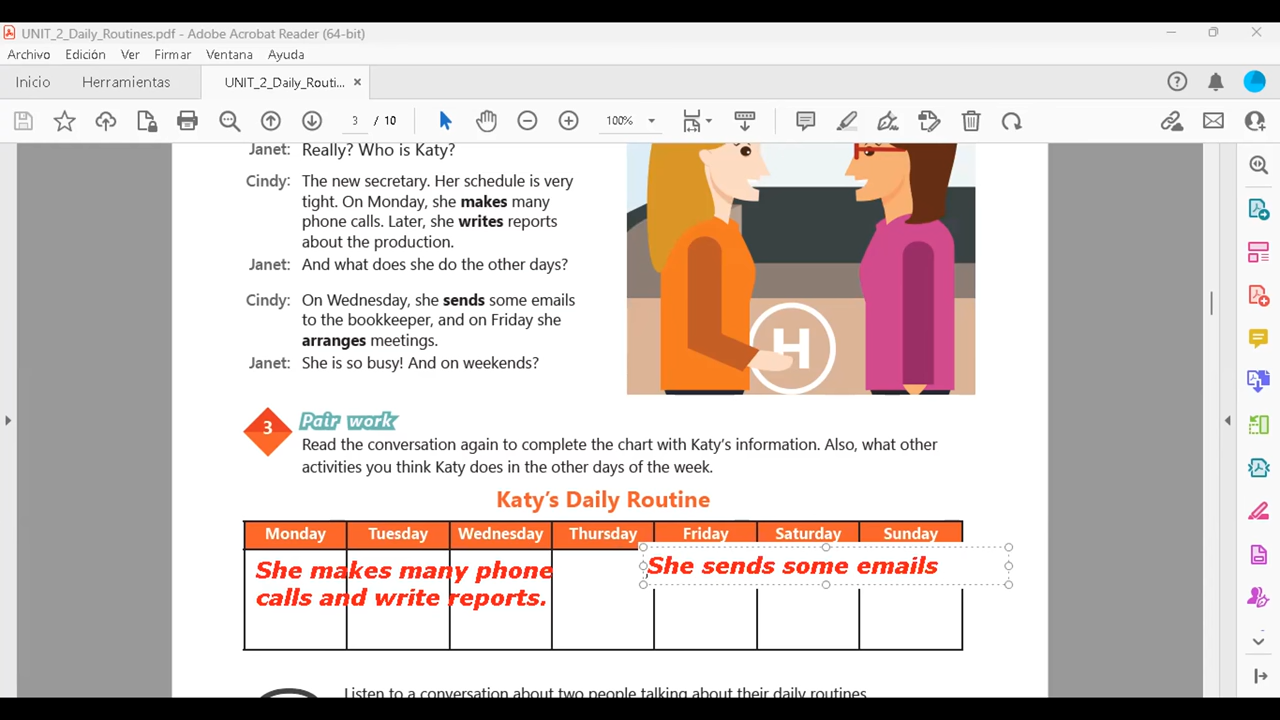 UNIT_2_Daily_Routines.pdf - Adobe Acrobat Reader (64-bit)
Archivo Edición Ver Firmar Ventana Ayuda
Inicio Herramientas UNIT_2_Daily_Routi... ×
3 / 10 100%
Janet: Really? Who is Katy?
Cindy: The new secretary. Her schedule is very
tight. On Monday, she makes many
phone calls. Later, she writes reports
about the production.
Janet: And what does she do the other days?
Cindy: On Wednesday, she sends some emails
to the bookkeeper, and on Friday she
arranges meetings.
Janet: She is so busy! And on weekends?
H
3 Pair work
Read the conversation again to complete the chart with Katy's information. Also, what other
activities you think Katy does in the other days of the week.
Katy's Daily Routine
Monday Tuesday Wednesday Thursday Friday Saturday Sunday
She makes many phone
calls and write reports.
She sends some emails
Listen to a conversation about two people talking about their daily routines